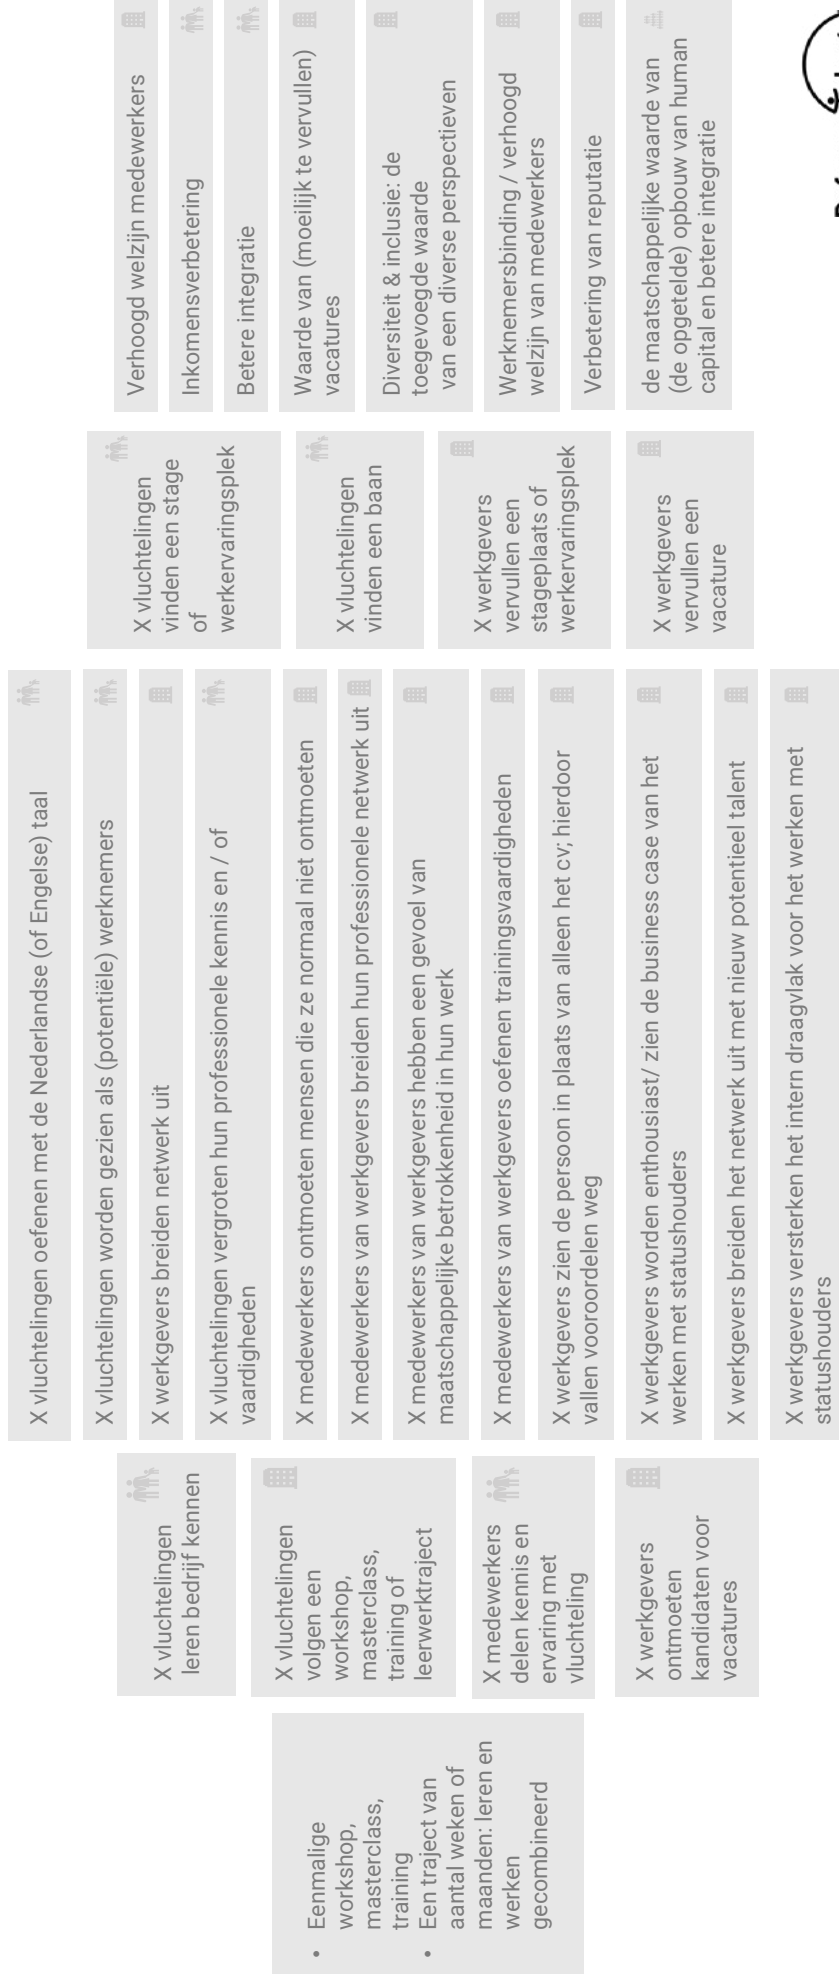 • Eenmalige
workshop,
masterclass,
training
• Een traject van
aantal weken of
maanden: leren en
werken
gecombineerd
X vluchtelingen
leren bedrijf kennen
X vluchtelingen
volgen een
workshop,
masterclass,
training of
leerwerktraject
X medewerkers
delen kennis en
ervaring met
vluchteling
X werkgevers
ontmoeten
kandidaten voor
vacatures
X vluchtelingen oefenen met de Nederlandse (of Engelse) taal
X vluchtelingen worden gezien als (potentiële) werknemers
X werkgevers breiden netwerk uit
X vluchtelingen vergroten hun professionele kennis en / of
vaardigheden
X medewerkers ontmoeten mensen die ze normaal niet ontmoeten
X medewerkers van werkgevers breiden hun professionele netwerk uit
X medewerkers van werkgevers hebben een gevoel van
maatschappelijke betrokkenheid in hun werk
X medewerkers van werkgevers oefenen trainingsvaardigheden
X werkgevers zien de persoon in plaats van alleen het cv; hierdoor
vallen vooroordelen weg
X werkgevers worden enthousiast/ zien de business case van het
werken met statushouders
X werkgevers breiden het netwerk uit met nieuw potentieel talent
X werkgevers versterken het intern draagvlak voor het werken met
statushouders
X vluchtelingen
vinden een stage
of
werkervaringsplek
X vluchtelingen
vinden een baan
X werkgevers
vervullen een
stageplaats of
werkervaringsplek
X werkgevers
vervullen een
vacature
Verhoogd welzijn medewerkers
Inkomensverbetering
Betere integratie
Waarde van (moeilijk te vervullen)
vacatures
Diversiteit & inclusie: de
toegevoegde waarde
van een diverse perspectieven
Werknemersbinding / verhoogd
welzijn van medewerkers
Verbetering van reputatie
de maatschappelijke waarde van
(de opgetelde) opbouw van human
capital en betere integratie